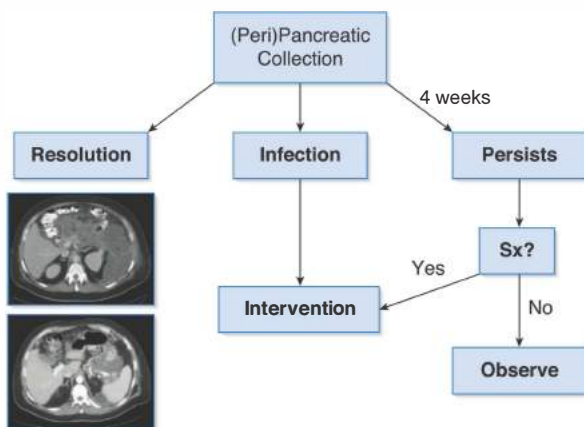 (Peri)Pancreatic
Collection
4 weeks
Resolution
Infection
Persists
Sx?
Yes
No
Intervention
Observe